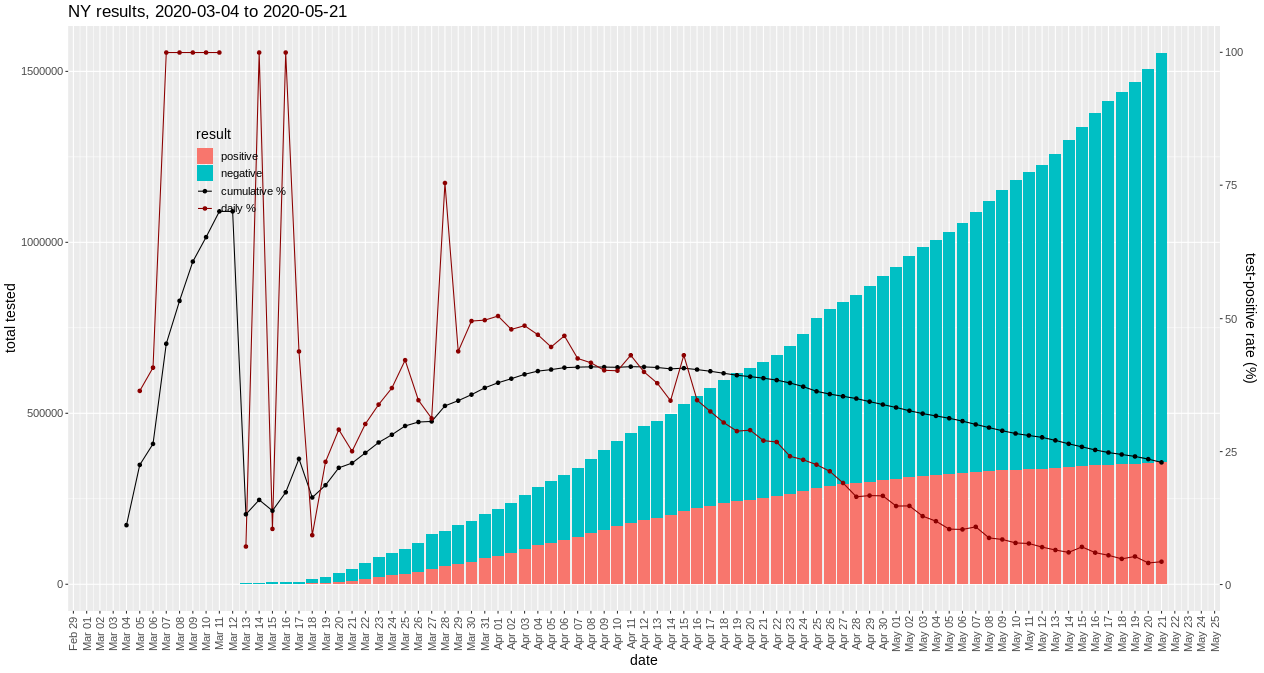 NY results, 2020-03-04 to 2020-05-21
total tested
1500000
1000000
500000
0
result
positive
negative
cumulative %
daily %
100
75
50
25
0
test-positive rate (%)
Feb 29
Mar 01
Mar 02
Mar 03
Mar 04
Mar 05
Mar 06
Mar 07
Mar 08
Mar 09
Mar 10
Mar 11
Mar 12
Mar 13
Mar 14
Mar 15
Mar 16
Mar 17
Mar 18
Mar 19
Mar 20
Mar 21
Mar 22
Mar 23
Mar 24
Mar 25
Mar 26
Mar 27
Mar 28
Mar 29
Mar 30
Mar 31
Apr 01
Apr 02
Apr 03
Apr 04
Apr 05
Apr 06
Apr 07
Apr 08
Apr 09
Apr 10
Apr 11
Apr 12
Apr 13
Apr 14
Apr 15
Apr 16
Apr 17
Apr 18
Apr 19
Apr 20
Apr 21
Apr 22
Apr 23
Apr 24
Apr 25
Apr 26
Apr 27
Apr 28
Apr 29
Apr 30
May 01
May 02
May 03
May 04
May 05
May 06
May 07
May 08
May 09
May 10
May 11
May 12
May 13
May 14
May 15
May 16
May 17
May 18
May 19
May 20
May 21
May 22
May 23
May 24
May 25
date